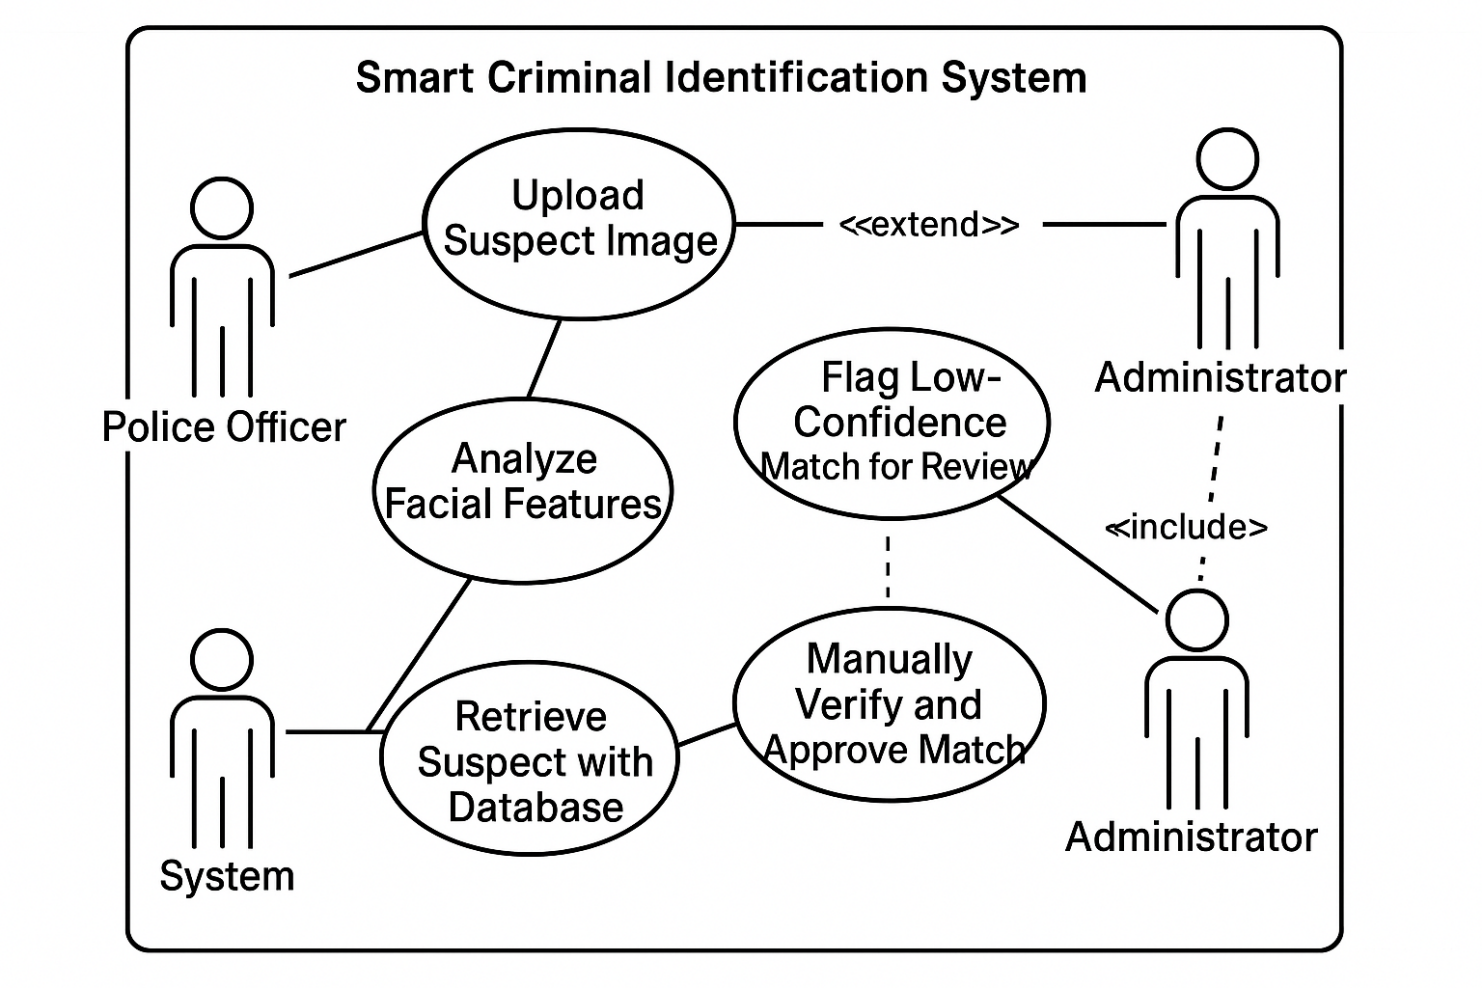 Smart Criminal Identification System
Upload
Suspect Image
<<extend>>
Administrator
Police Officer
Flag Low-
Confidence
Match for Review
Analyze
Facial Features
<<include>
Manually
Verify and
Approve Match
Retrieve
Suspect with
Database
Administrator
System